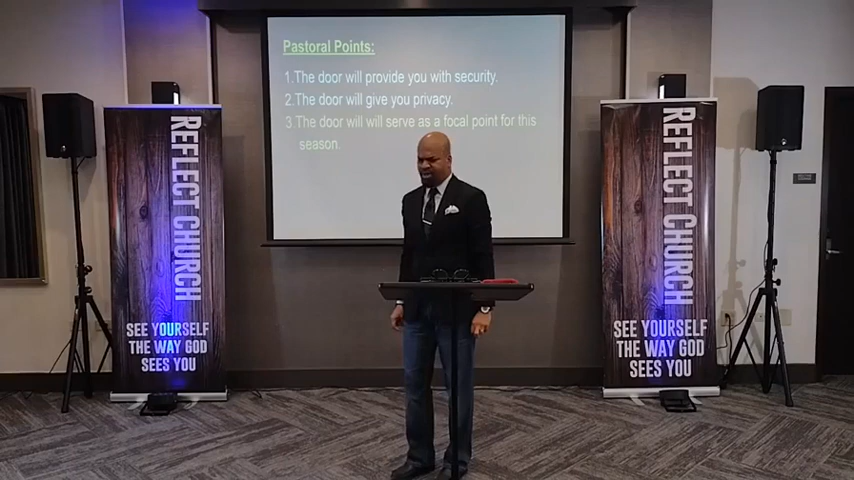 Pastoral Points:
1.The door will provide you with security.
2.The door will give you privacy.
3.The door will will serve as a focal point for this
season.
REFLECT CHURCH
SEE YOURSELF
THE WAY GOD
SEES YOU
REFLECT CHURCH
SEE YOURSELF
THE WAY GOD
SEES YOU